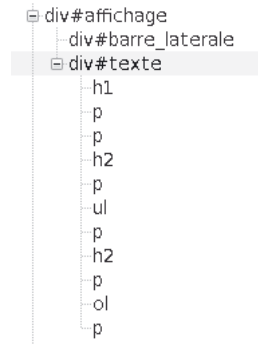 div#affichage
div#barre_laterale
div#texte
h1
p
p
h2
p
ul
p
h2
p
ol
p